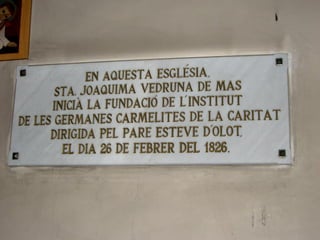 EN AQUESTA ESGLÉSIA,
STA. JOAQUIMA VEDRUNA DE MAS
INICIÀ LA FUNDACIÓ DE L'INSTITUT
DE LES GERMANES CARMELITES DE LA CARITAT
DIRIGIDA PEL PARE ESTEVE D'OLOT,
EL DIA 26 DE FEBRER DEL 1826.